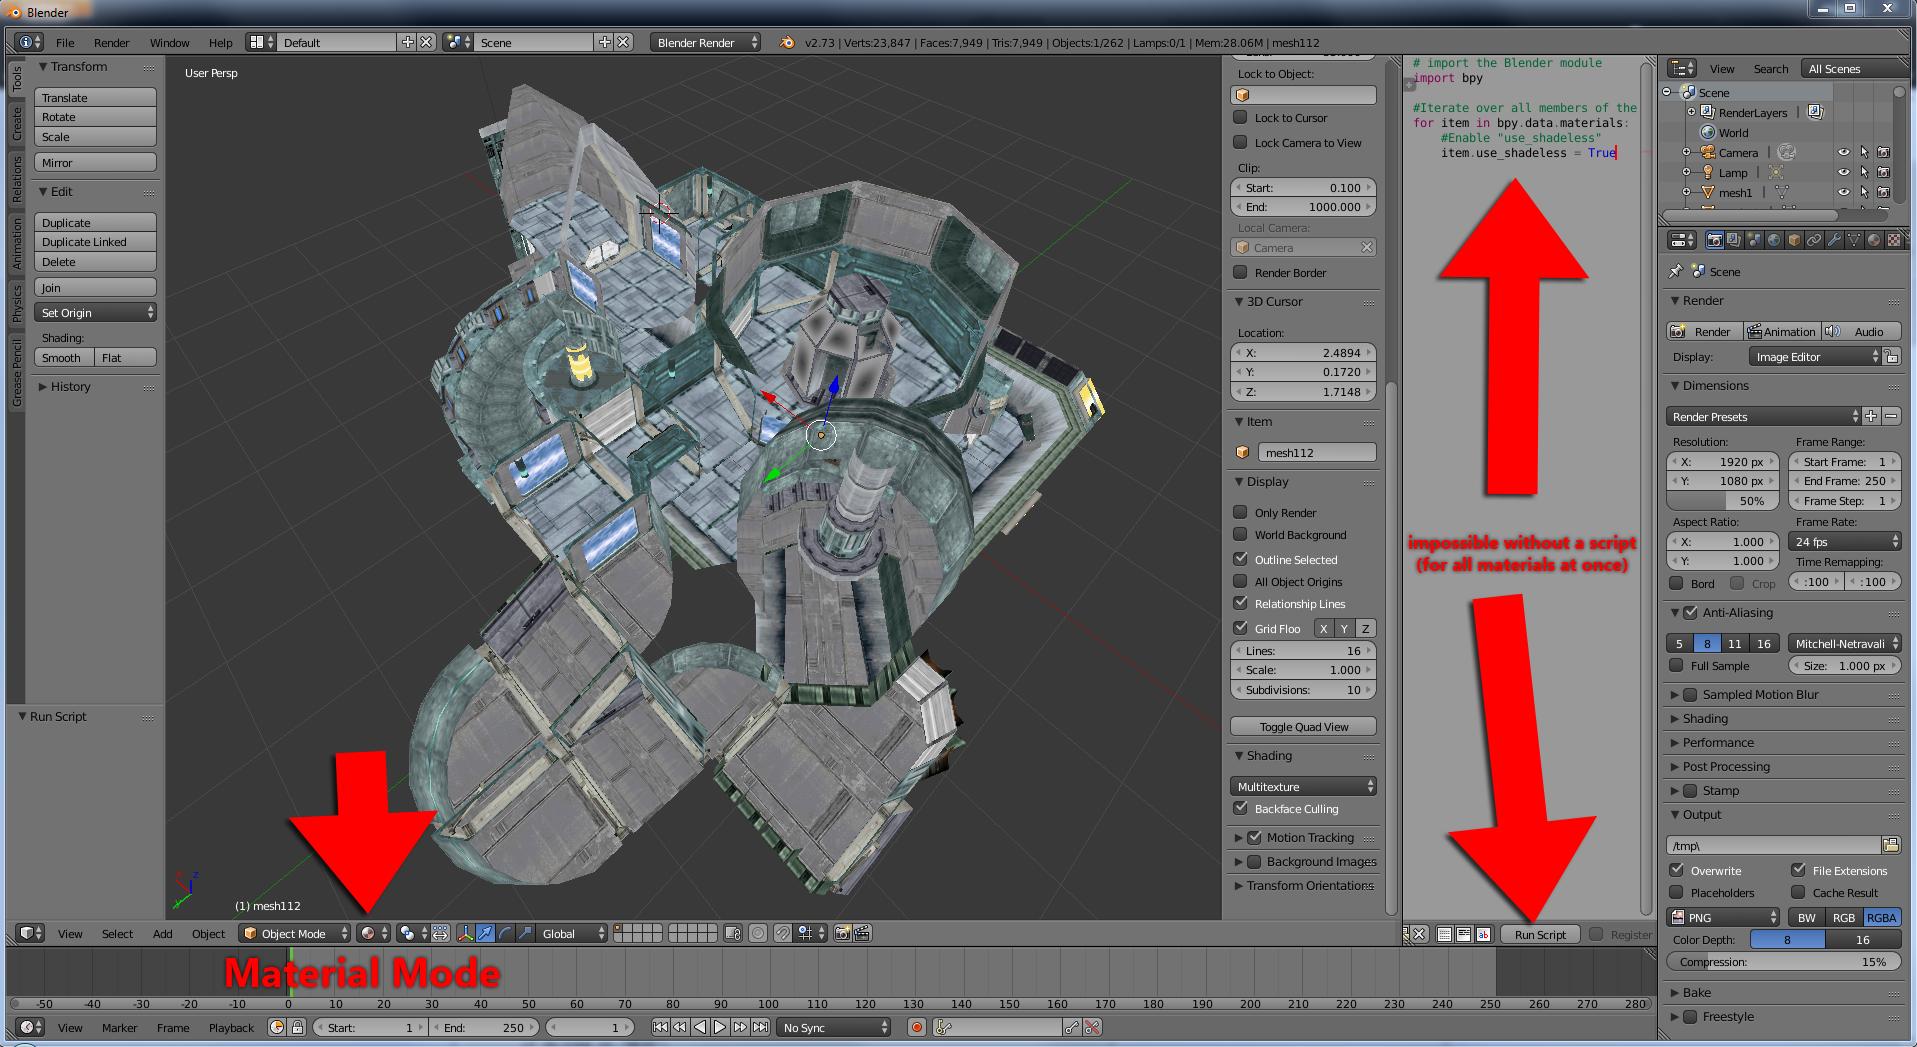 Blender
File Render Window Help Default Scene Blender Render v2.73 | Verts:23,847 | Faces:7,949 | Tris:7,949 | Objects:1/262 | Lamps:0/1 | Mem:28.06M | mesh112
Tools
Create
Relations
Animation
Physics
Grease Pencil
Transform
Translate
Rotate
Scale
Mirror
Edit
Duplicate
Duplicate Linked
Delete
Join
Set Origin
Shading:
Smooth Flat
History
Run Script
User Persp
(1) mesh112
Lock to Object:
Lock to Cursor
Lock Camera to View
Clip:
Start: 0.100
End: 1000.000
Local Camera:
Camera
Render Border
3D Cursor
Location:
X: 2.4894
Y: 0.1720
Z: 1.7148
Item
mesh112
Display
Only Render
World Background
Outline Selected
All Object Origins
Relationship Lines
Grid Floo X Y Z
Lines: 16
Scale: 1.000
Subdivisions: 10
Toggle Quad View
Shading
Multitexture
Backface Culling
Motion Tracking
Background Images
Transform Orientations
# import the Blender module
import bpy
#Iterate over all members of the
for item in bpy.data.materials:
#Enable "use_shadeless"
item.use_shadeless = True
impossible without a script
(for all materials at once)
View Search All Scenes
Scene
RenderLayers
World
Camera
Lamp
mesh1
Scene
Render
Render Animation Audio
Display: Image Editor
Dimensions
Render Presets
Resolution: Frame Range:
X: 1920 px Start Frame: 1
Y: 1080 px End Frame: 250
50% Frame Step: 1
Aspect Ratio: Frame Rate:
X: 1.000 24 fps
Y: 1.000 Time Remapping:
Bord Crop :100 :100
Anti-Aliasing
5 8 11 16 Mitchell-Netravali
Full Sample Size: 1.000 px
Sampled Motion Blur
Shading
Performance
Post Processing
Stamp
Output
/tmp\
Overwrite File Extensions
Placeholders Cache Result
PNG BW RGB RGBA
Color Depth: 8 16
Compression: 15%
Bake
Freestyle
View Select Add Object Object Mode Global
Run Script Register
Material Mode
-50 -40 -30 -20 -10 0 10 20 30 40 50 60 70 80 90 100 110 120 130 140 150 160 170 180 190 200 210 220 230 240 250 260 270 280
View Marker Frame Playback Start: 1 End: 250 1 No Sync